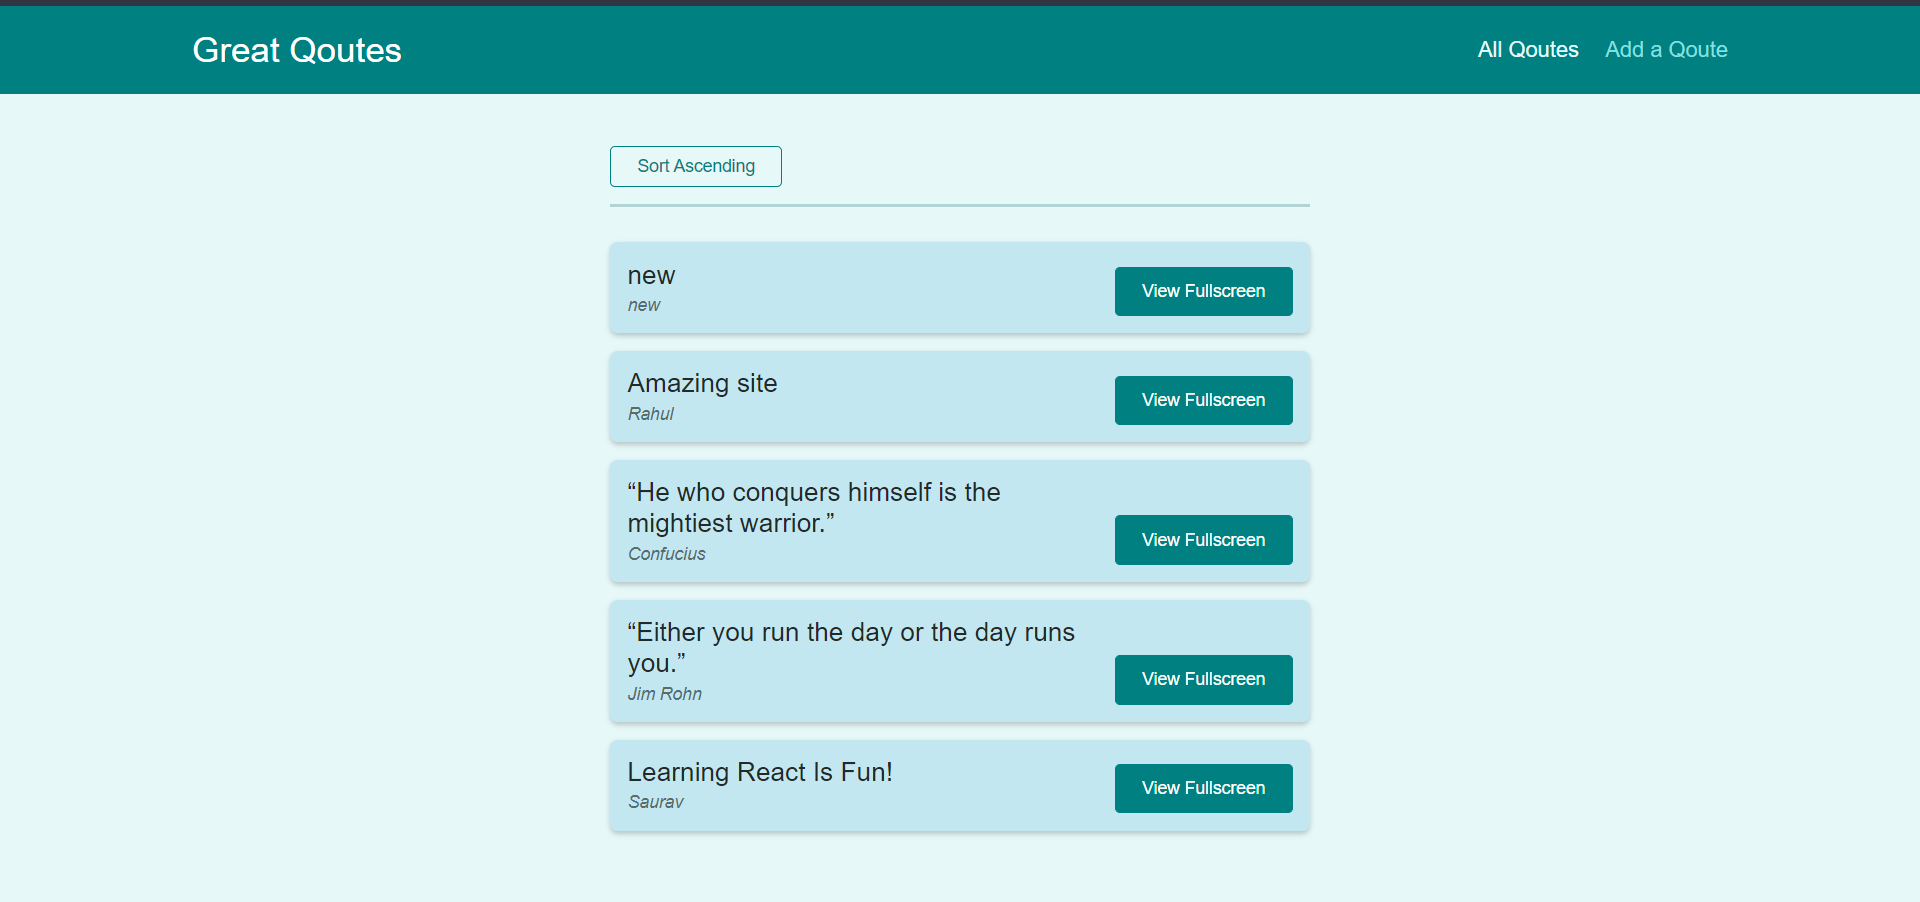 Great Qoutes
All Qoutes
Add a Qoute
Sort Ascending
new
new
View Fullscreen
Amazing site
Rahul
View Fullscreen
“He who conquers himself is the
mightiest warrior.”
Confucius
View Fullscreen
“Either you run the day or the day runs
you.”
Jim Rohn
View Fullscreen
Learning React Is Fun!
Saurav
View Fullscreen